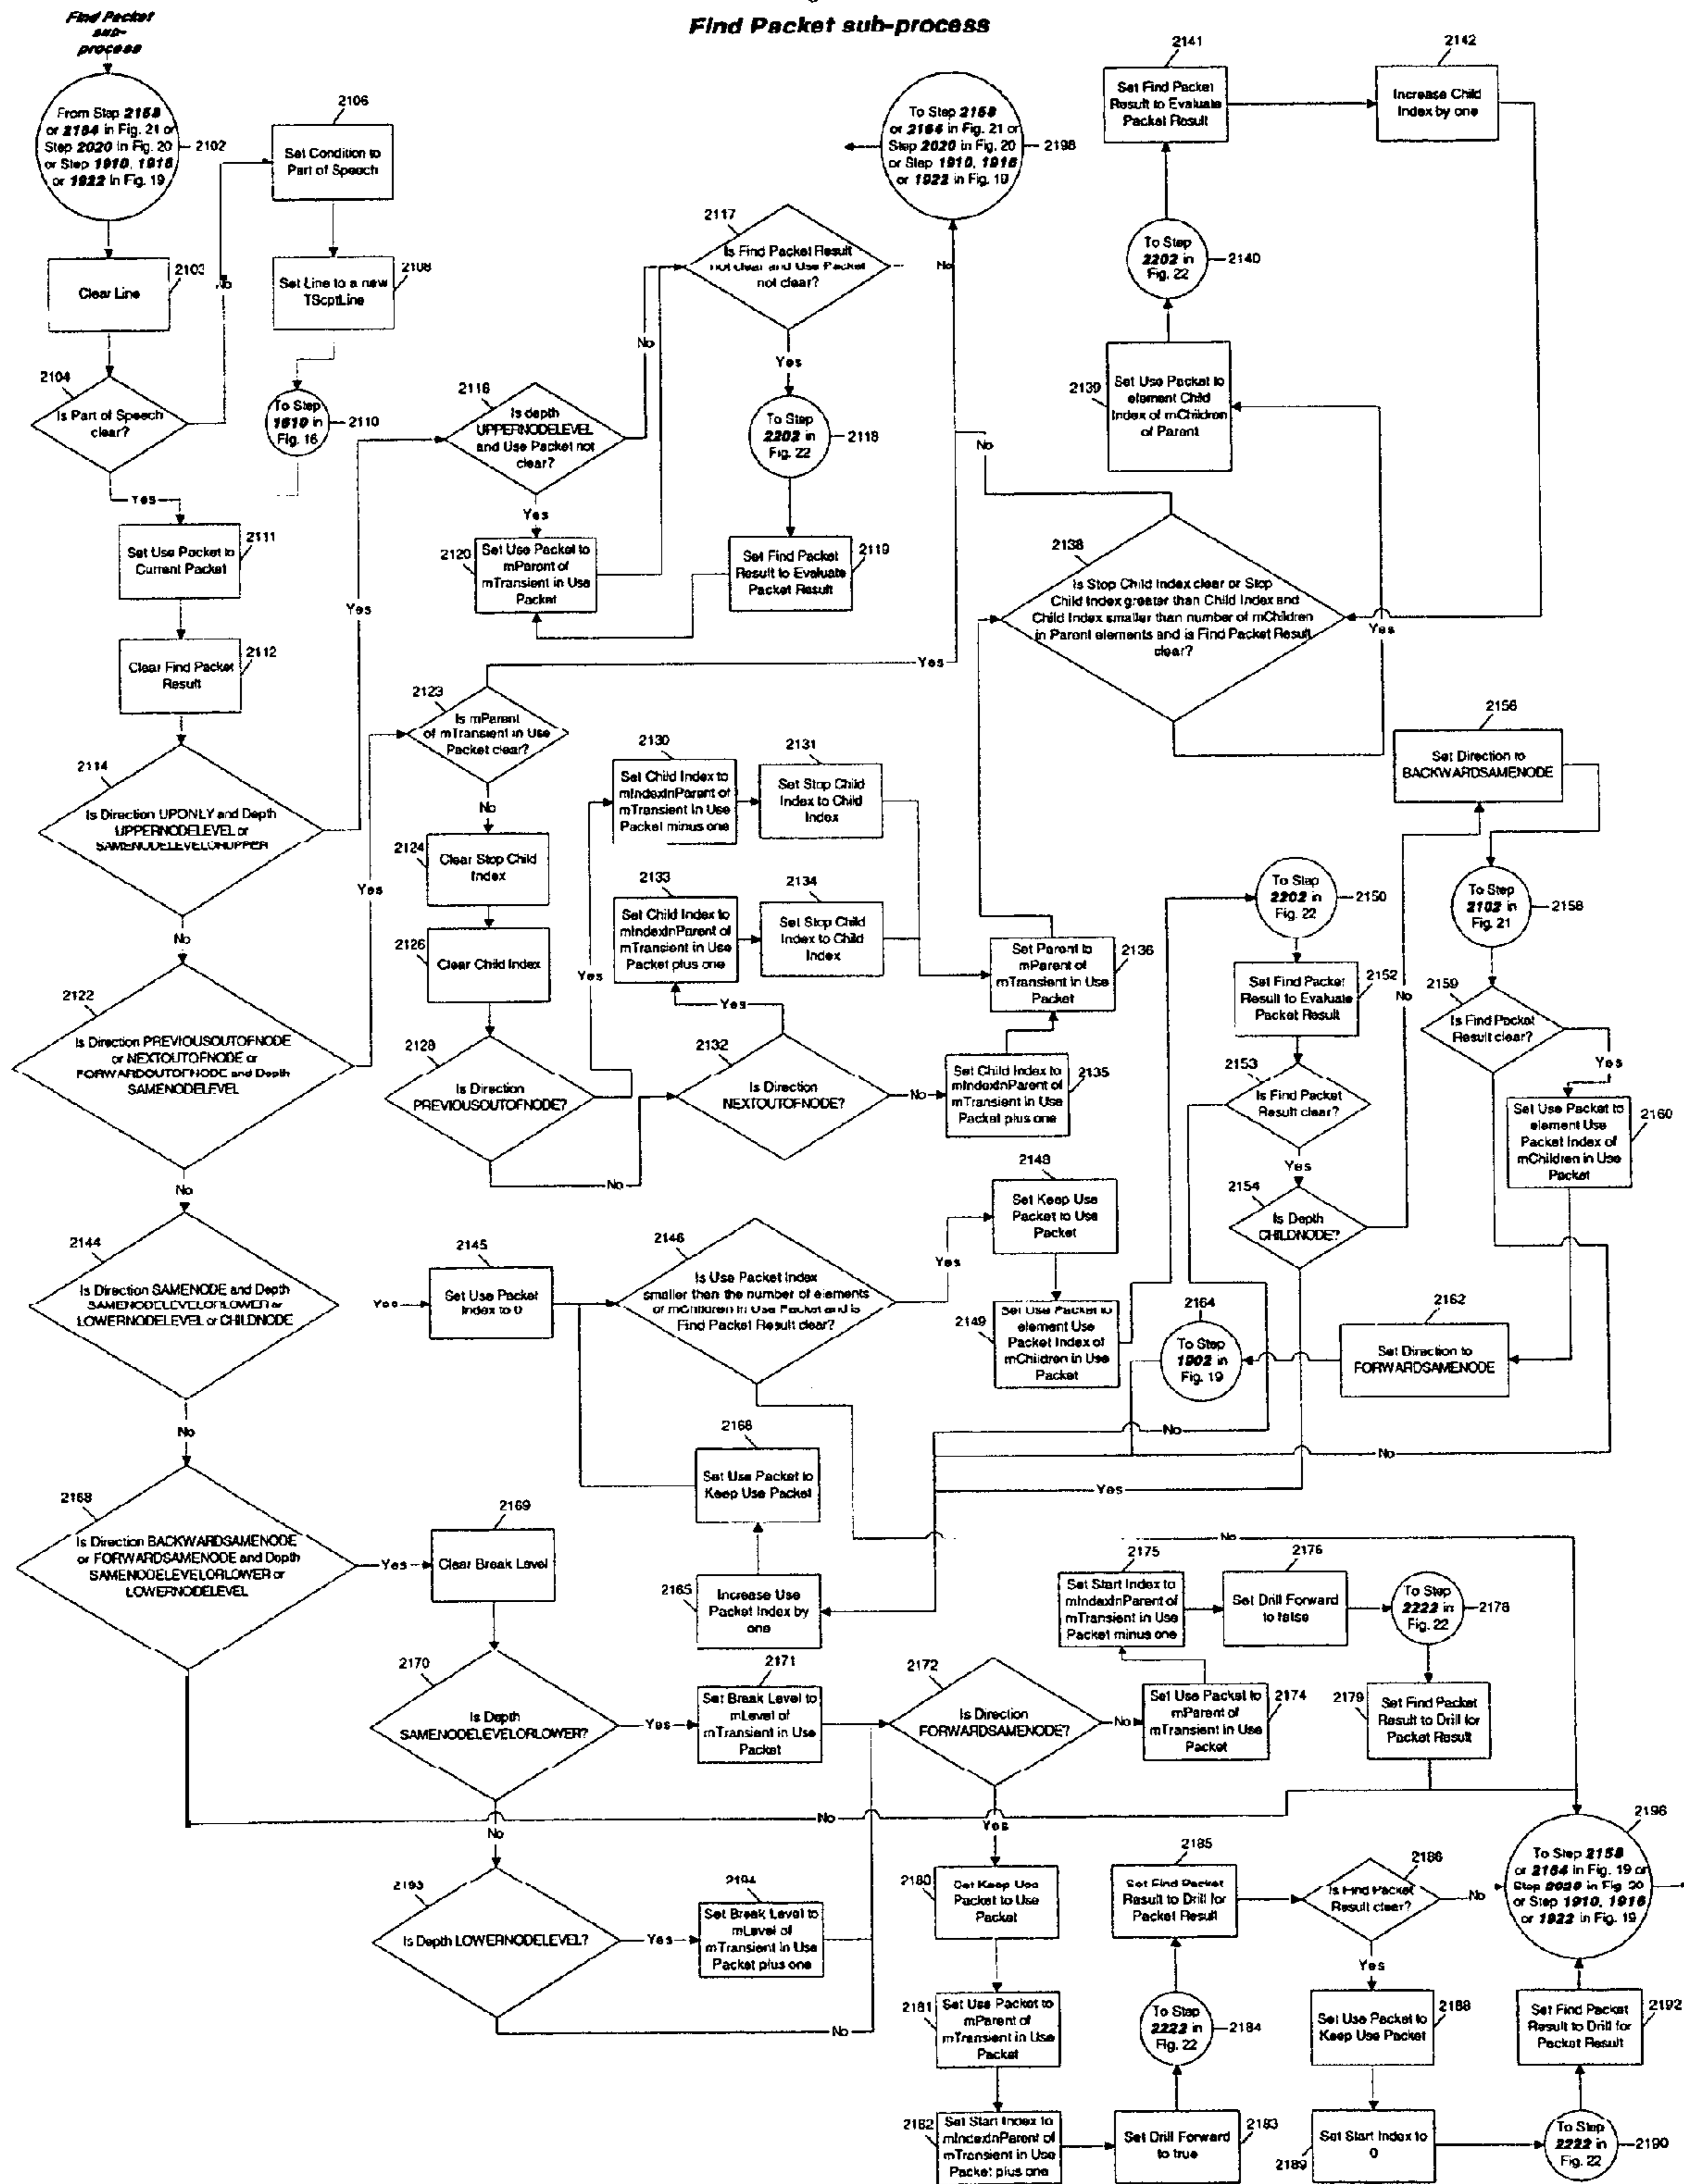 Find Packet
sub-
process
Find Packet sub-process
From Step 2158
or 2164 in Fig. 21 or
Step 2020 in Fig. 20
or Step 1910, 1916
or 1922 in Fig. 19
2102
2103
Clear Line
2104
Is Part of Speech
clear?
No
Yes
2106
Set Condition to
Part of Speech
2108
Set Line to a new
TScptLine
To Step
1610 in
Fig. 16
2110
2111
Set Use Packet to
Current Packet
2112
Clear Find Packet
Result
2114
Is Direction UPONLY and Depth
UPPERNODELEVEL or
SAMENODELEVELORUPPER
Yes
No
2116
Is depth
UPPERNODELEVEL
and Use Packet not
clear?
No
Yes
2117
Is Find Packet Result
not clear and Use Packet
not clear?
No
Yes
To Step
2202 in
Fig. 22
2118
2119
Set Find Packet
Result to Evaluate
Packet Result
2120
Set Use Packet to
mParent of
mTransient in Use
Packet
To Step 2158
or 2164 in Fig. 21 or
Step 2020 in Fig. 20
or Step 1910, 1916
or 1922 in Fig. 19
2198
2141
Set Find Packet
Result to Evaluate
Packet Result
2142
Increase Child
Index by one
To Step
2202 in
Fig. 22
2140
2139
Set Use Packet to
element Child
Index of mChildren
of Parent
No
2138
Is Stop Child Index clear or Stop
Child Index greater than Child Index and
Child Index smaller than number of mChildren
in Parent elements and is Find Packet Result
clear?
Yes
2122
Is Direction PREVIOUSOUTOFNODE
or NEXTOUTOFNODE or
FORWARDOUTOFNODE and Depth
SAMENODELEVEL
Yes
No
2123
Is mParent
of mTransient in Use
Packet clear?
Yes
No
2124
Clear Stop Child
Index
2126
Clear Child Index
2128
Is Direction
PREVIOUSOUTOFNODE?
Yes
No
2130
Set Child Index to
mIndexInParent of
mTransient in Use
Packet minus one
2131
Set Stop Child
Index to Child
Index
2132
Is Direction
NEXTOUTOFNODE?
Yes
No
2133
Set Child Index to
mIndexInParent of
mTransient in Use
Packet plus one
2134
Set Stop Child
Index to Child
Index
2135
Set Child Index to
mIndexInParent of
mTransient in Use
Packet plus one
2136
Set Parent to
mParent of
mTransient in Use
Packet
2144
Is Direction SAMENODE and Depth
SAMENODELEVELORLOWER or
LOWERNODELEVEL or CHILDNODE
Yes
No
2145
Set Use Packet
Index to 0
2146
Is Use Packet Index
smaller than the number of elements
of mChildren in Use Packet and is
Find Packet Result clear?
Yes
No
2148
Set Keep Use
Packet to Use
Packet
2149
Set Use Packet to
element Use
Packet Index of
mChildren in Use
Packet
To Step
2202 in
Fig. 22
2150
2152
Set Find Packet
Result to Evaluate
Packet Result
2153
Is Find Packet
Result clear?
Yes
No
2154
Is Depth
CHILDNODE?
No
Yes
2156
Set Direction to
BACKWARDSAMENODE
To Step
2102 in
Fig. 21
2158
2159
Is Find Packet
Result clear?
Yes
No
2160
Set Use Packet to
element Use
Packet Index of
mChildren in Use
Packet
2162
Set Direction to
FORWARDSAMENODE
2164
To Step
1902 in
Fig. 19
2165
Increase Use
Packet Index by
one
2168
Set Use Packet to
Keep Use Packet
2168
Is Direction BACKWARDSAMENODE
or FORWARDSAMENODE and Depth
SAMENODELEVELORLOWER or
LOWERNODELEVEL
Yes
No
2169
Clear Break Level
2170
Is Depth
SAMENODELEVELORLOWER?
Yes
No
2171
Set Break Level to
mLevel of
mTransient in Use
Packet
2172
Is Direction
FORWARDSAMENODE?
No
Yes
2174
Set Use Packet to
mParent of
mTransient in Use
Packet
2175
Set Start Index to
mIndexInParent of
mTransient in Use
Packet minus one
2176
Set Drill Forward
to false
To Step
2222 in
Fig. 22
2178
2179
Set Find Packet
Result to Drill for
Packet Result
2193
Is Depth LOWERNODELEVEL?
Yes
No
2194
Set Break Level to
mLevel of
mTransient in Use
Packet plus one
2180
Set Keep Use
Packet to Use
Packet
2181
Set Use Packet to
mParent of
mTransient in Use
Packet
2182
Set Start Index to
mIndexInParent of
mTransient in Use
Packet plus one
2183
Set Drill Forward
to true
To Step
2222 in
Fig. 22
2184
2185
Set Find Packet
Result to Drill for
Packet Result
2186
Is Find Packet
Result clear?
No
Yes
2188
Set Use Packet to
Keep Use Packet
2189
Set Start Index to
0
To Step
2222 in
Fig. 22
2190
2192
Set Find Packet
Result to Drill for
Packet Result
2196
To Step 2158
or 2164 in Fig. 19 or
Step 2020 in Fig. 20
or Step 1910, 1916
or 1922 in Fig. 19